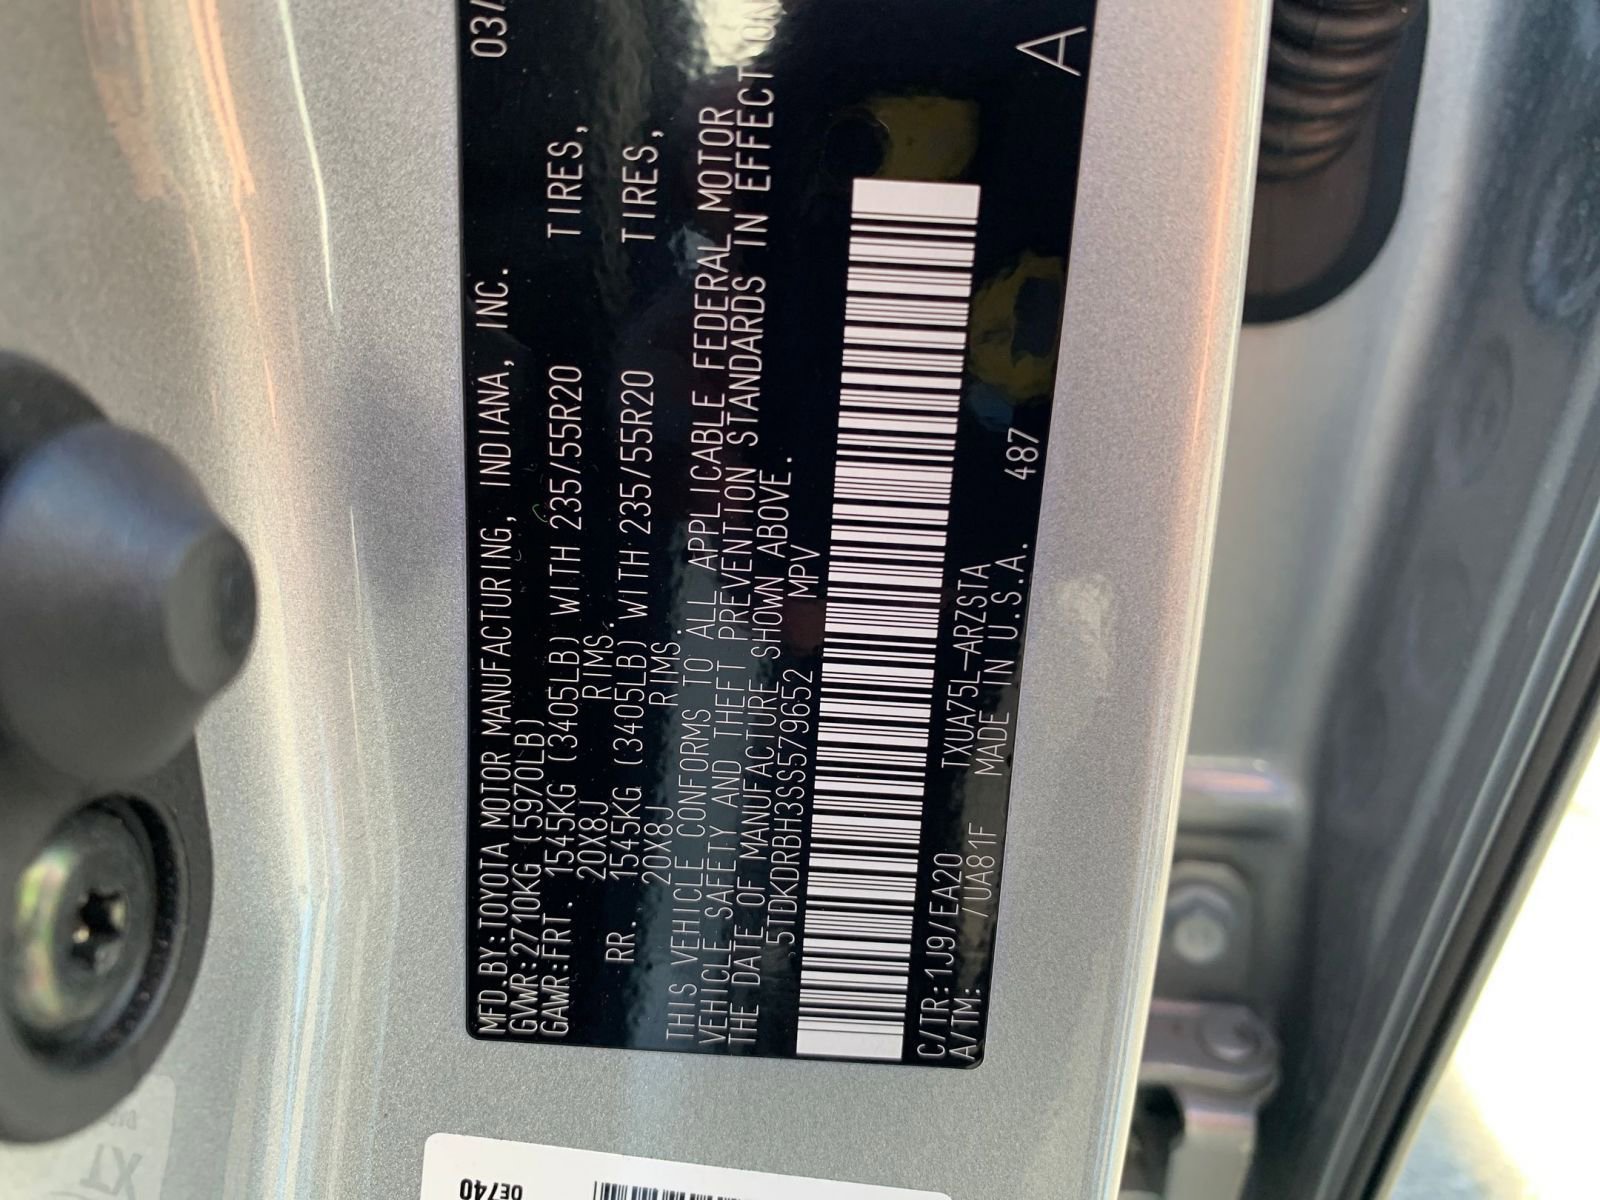 MFD.BY:TOYOTA MOTOR MANUFACTURING, INDIANA, INC. 03/
GVWR:2710KG (5970LB)
GAWR:FRT. 1545KG (3405LB) WITH 235/55R20 TIRES,
20X8J RIMS.
RR. 1545KG (3405LB) WITH 235/55R20 TIRES,
20X8J RIMS.
THIS VEHICLE CONFORMS TO ALL APPLICABLE FEDERAL MOTOR
VEHICLE SAFETY AND THEFT PREVENTION STANDARDS IN EFFECT ON
THE DATE OF MANUFACTURE SHOWN ABOVE.
5TDKDRBH3SS579652 MPV
C/TR:1J9/EA20 TXUA75L-ARZSTA 487 A
A/TM: /UA81F MADE IN U.S.A.
0E740
XT